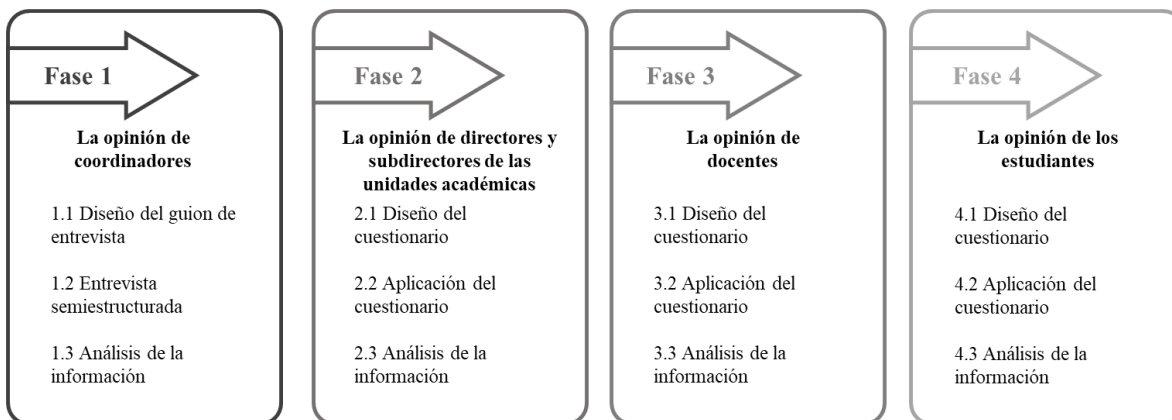 Fase 1
La opinión de
coordinadores
1.1 Diseño del guion de
entrevista
1.2 Entrevista
semiestructurada
1.3 Análisis de la
información
Fase 2
La opinión de directores y
subdirectores de las
unidades académicas
2.1 Diseño del
cuestionario
2.2 Aplicación del
cuestionario
2.3 Análisis de la
información
Fase 3
La opinión de
docentes
3.1 Diseño del
cuestionario
3.2 Aplicación del
cuestionario
3.3 Análisis de la
información
Fase 4
La opinión de los
estudiantes
4.1 Diseño del
cuestionario
4.2 Aplicación del
cuestionario
4.3 Análisis de la
información